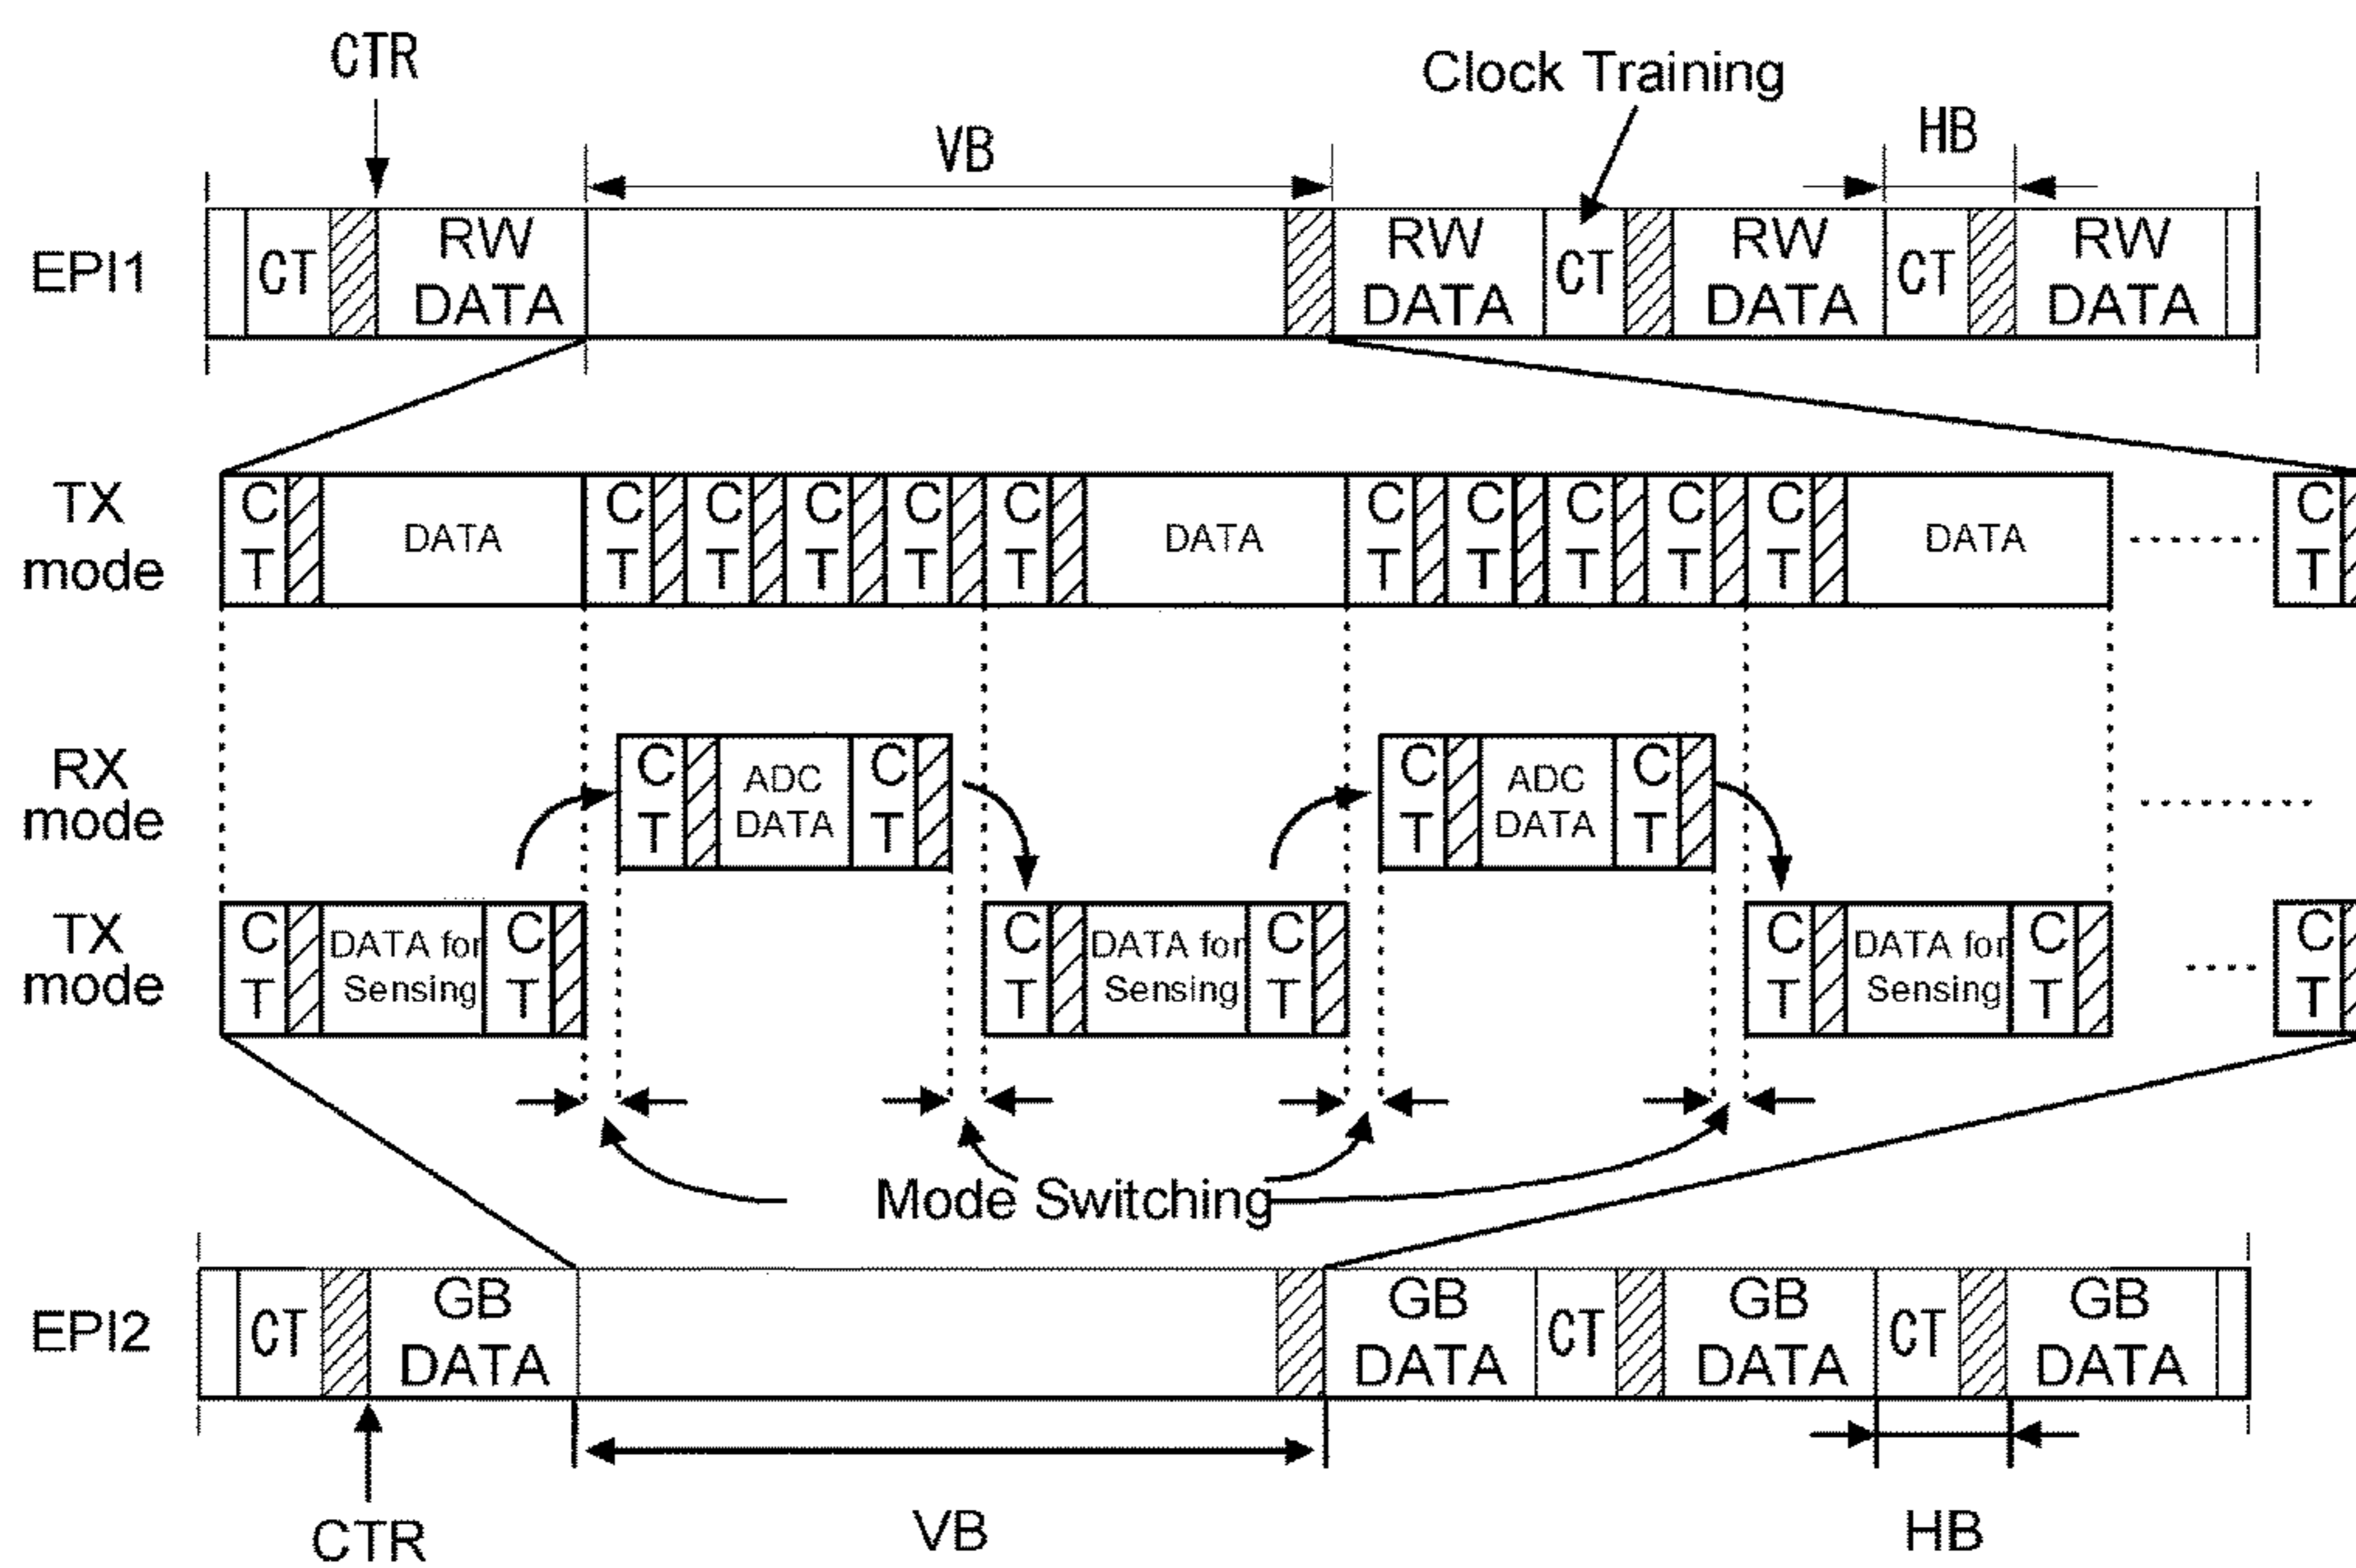 CTR
Clock Training
VB
HB
EPI1
CT
RW
DATA
RW
DATA
CT
RW
DATA
CT
RW
DATA
TX
mode
C
T
DATA
C
T
C
T
C
T
C
T
C
T
DATA
C
T
C
T
C
T
C
T
C
T
DATA
C
T
RX
mode
C
T
ADC
DATA
C
T
C
T
ADC
DATA
C
T
TX
mode
C
T
DATA for
Sensing
C
T
C
T
DATA for
Sensing
C
T
C
T
DATA for
Sensing
C
T
C
T
Mode Switching
EPI2
CT
GB
DATA
GB
DATA
CT
GB
DATA
CT
GB
DATA
CTR
VB
HB